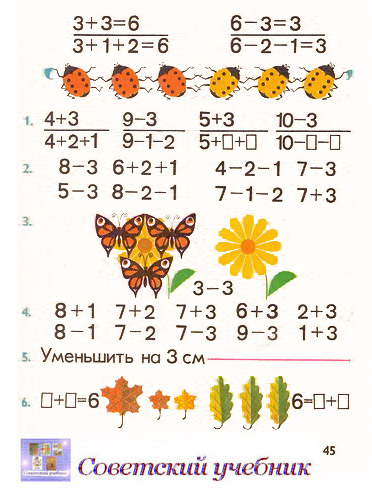 3+3=6 6−3=3
3+1+2=6 6−2−1=3
1. 4+3 9−3 5+3 10−3
4+2+1 9−1−2 5+□+□ 10−□−□
2. 8−3 6+2+1 4−2−1 7−3
5−3 8−2−1 7−1−2 7+3
3.
3−3
4. 8+1 7+2 7+3 6+3 2+3
8−1 7−2 7−3 9−3 1+3
5. Уменьшить на 3 см
6. □+□=6 6=□+□
45
Советский учебник